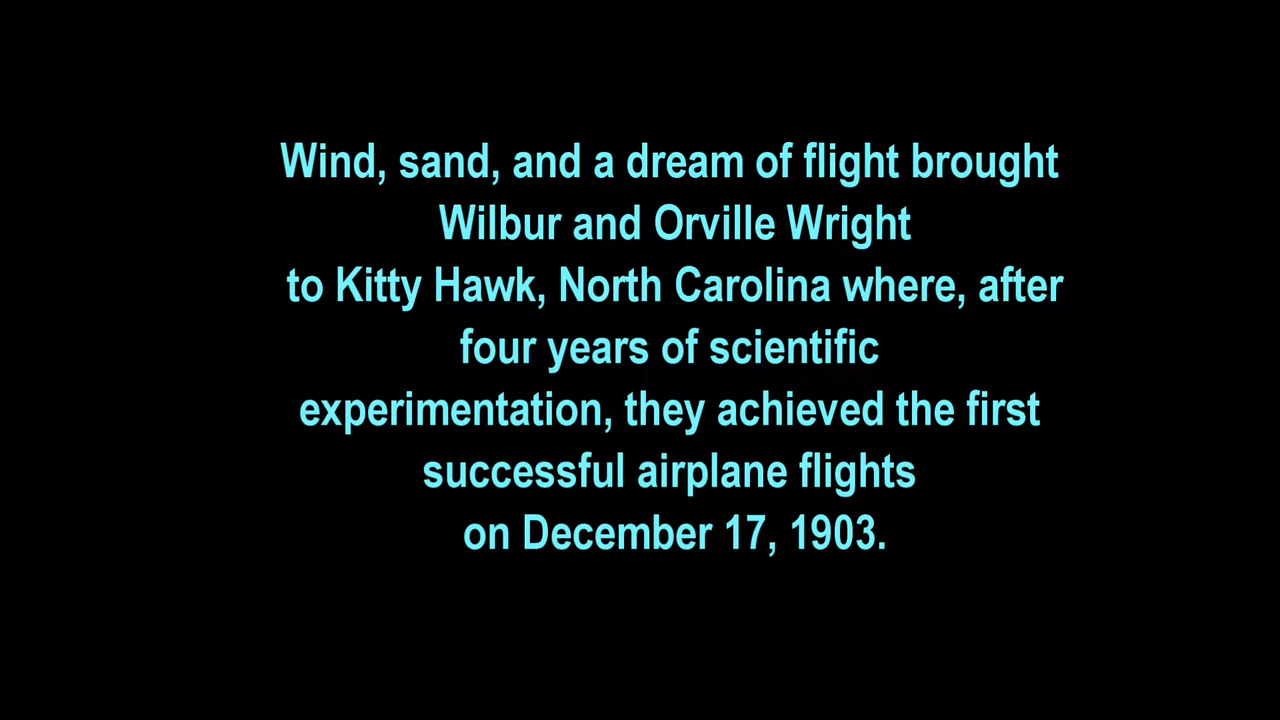 Wind, sand, and a dream of flight brought
Wilbur and Orville Wright
to Kitty Hawk, North Carolina where, after
four years of scientific
experimentation, they achieved the first
successful airplane flights
on December 17, 1903.